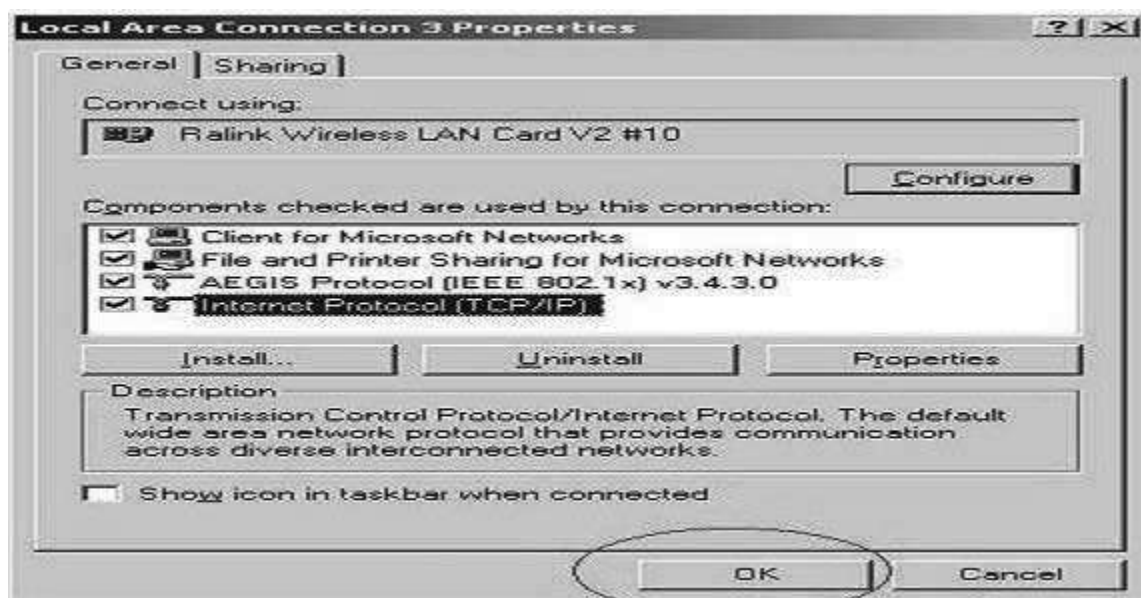 Local Area Connection 3 Properties
General Sharing
Connect using:
Ralink Wireless LAN Card V2 #10
Configure
Components checked are used by this connection:
Client for Microsoft Networks
File and Printer Sharing for Microsoft Networks
AEGIS Protocol (IEEE 802.1x) v3.4.3.0
Internet Protocol (TCP/IP)
Install... Uninstall Properties
Description
Transmission Control Protocol/Internet Protocol. The default
wide area network protocol that provides communication
across diverse interconnected networks.
Show icon in taskbar when connected
OK Cancel